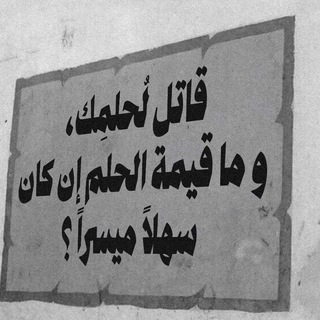 قاتل لُحلمِك،
و ما قيمة الحلم إن كان
سهلاً ميسراً ؟